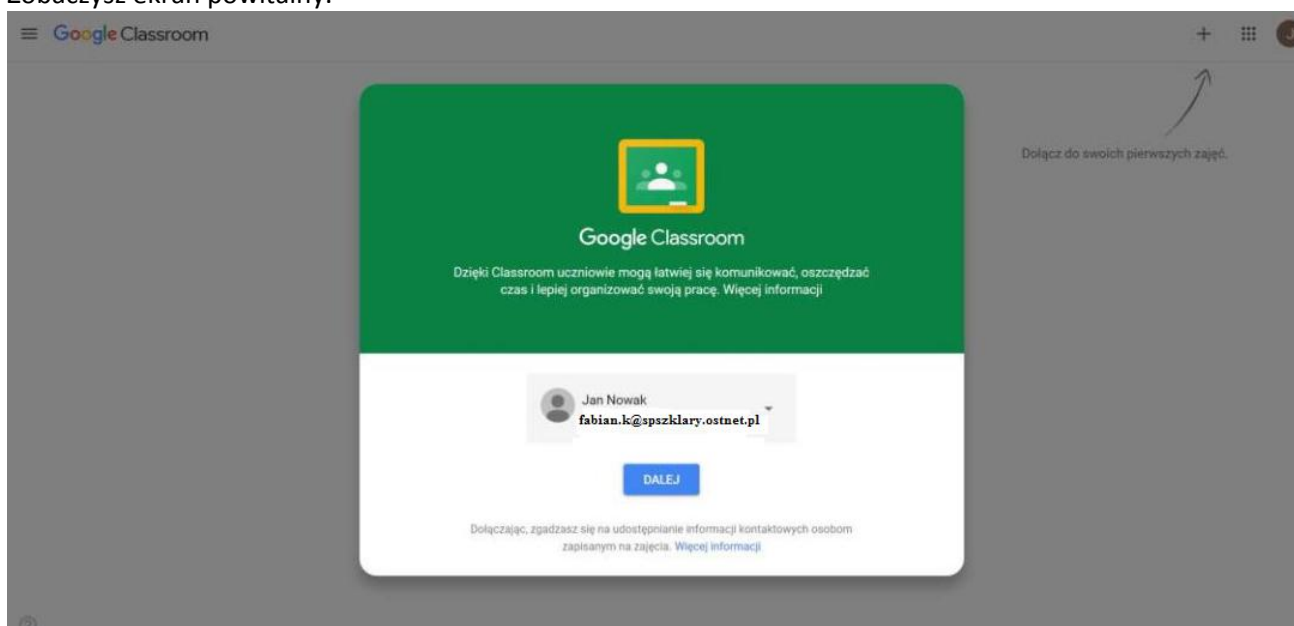 Zobaczysz ekran powitalny:
Google Classroom
J
Dołącz do swoich pierwszych zajęć.
Google Classroom
Dzięki Classroom uczniowie mogą łatwiej się komunikować, oszczędzać
czas i lepiej organizować swoją pracę. Więcej informacji
Jan Nowak
fabian.k@spszklary.ostnet.pl
DALEJ
Dołączając, zgadzasz się na udostępnianie informacji kontaktowych osobom
zapisanym na zajęcia. Więcej informacji